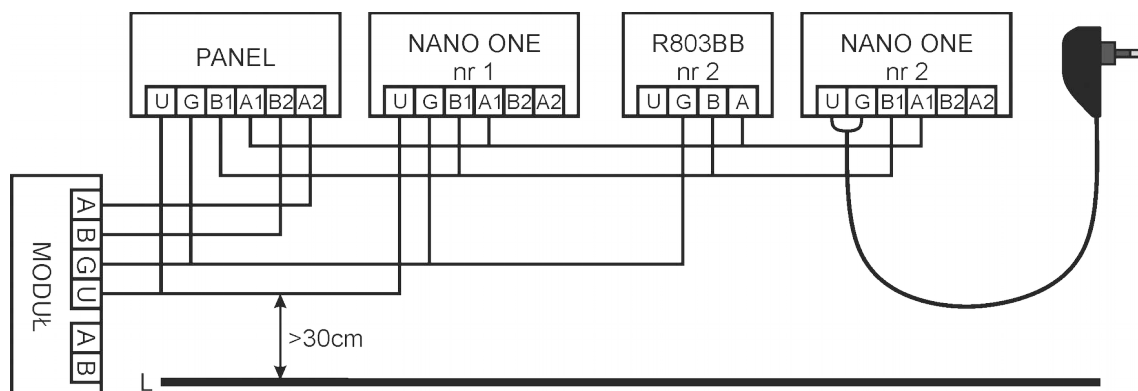 PANEL
U G B1 A1 B2 A2
NANO ONE
nr 1
U G B1 A1 B2 A2
R803BB
nr 2
U G B A
NANO ONE
nr 2
U G B1 A1 B2 A2
MODUŁ
A
B
G
U
A
B
>30cm
L